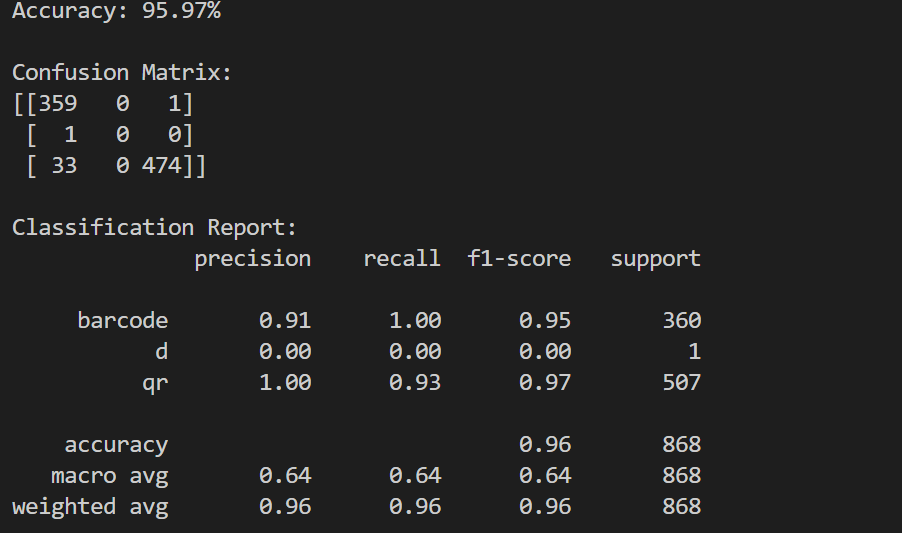 Accuracy: 95.97%
Confusion Matrix:
[[359   0   1]
 [  1   0   0]
 [ 33   0 474]]
Classification Report:
              precision    recall  f1-score   support
     barcode       0.91      1.00      0.95       360
           d       0.00      0.00      0.00         1
          qr       1.00      0.93      0.97       507
    accuracy                           0.96       868
   macro avg       0.64      0.64      0.64       868
weighted avg       0.96      0.96      0.96       868